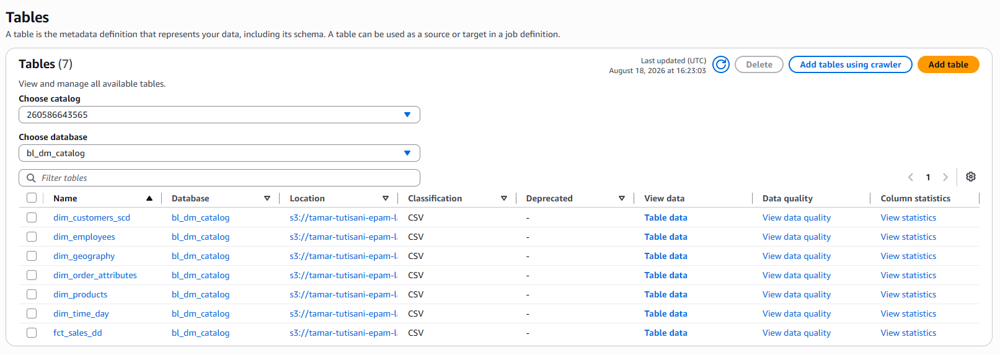 Tables
A table is the metadata definition that represents your data, including its schema. A table can be used as a source or target in a job definition.
Tables (7)
Last updated (UTC)
August 18, 2026 at 16:23:03
Delete
Add tables using crawler
Add table
View and manage all available tables.
Choose catalog
260586643565
Choose database
bl_dm_catalog
Filter tables
1
Name Database Location Classification Deprecated View data Data quality Column statistics
dim_customers_scd bl_dm_catalog s3://tamar-tutisani-epam-l CSV - Table data View data quality View statistics
dim_employees bl_dm_catalog s3://tamar-tutisani-epam-l CSV - Table data View data quality View statistics
dim_geography bl_dm_catalog s3://tamar-tutisani-epam-l CSV - Table data View data quality View statistics
dim_order_attributes bl_dm_catalog s3://tamar-tutisani-epam-l CSV - Table data View data quality View statistics
dim_products bl_dm_catalog s3://tamar-tutisani-epam-l CSV - Table data View data quality View statistics
dim_time_day bl_dm_catalog s3://tamar-tutisani-epam-l CSV - Table data View data quality View statistics
fct_sales_dd bl_dm_catalog s3://tamar-tutisani-epam-l CSV - Table data View data quality View statistics